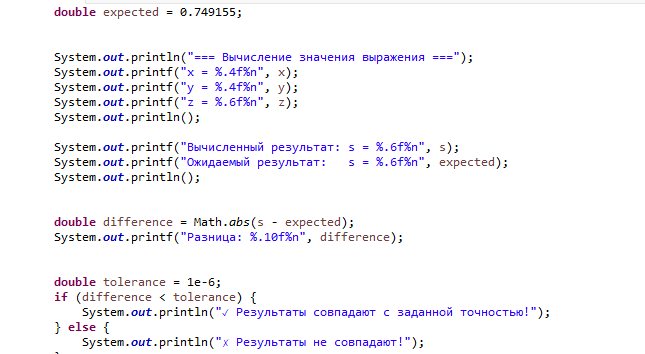 double expected = 0.749155;
System.out.println("=== Вычисление значения выражения ===");
System.out.printf("x = %.4f%n", x);
System.out.printf("y = %.4f%n", y);
System.out.printf("z = %.6f%n", z);
System.out.println();
System.out.printf("Вычисленный результат: s = %.6f%n", s);
System.out.printf("Ожидаемый результат:   s = %.6f%n", expected);
System.out.println();
double difference = Math.abs(s - expected);
System.out.printf("Разница: %.10f%n", difference);
double tolerance = 1e-6;
if (difference < tolerance) {
    System.out.println("✓ Результаты совпадают с заданной точностью!");
} else {
    System.out.println("✗ Результаты не совпадают!");